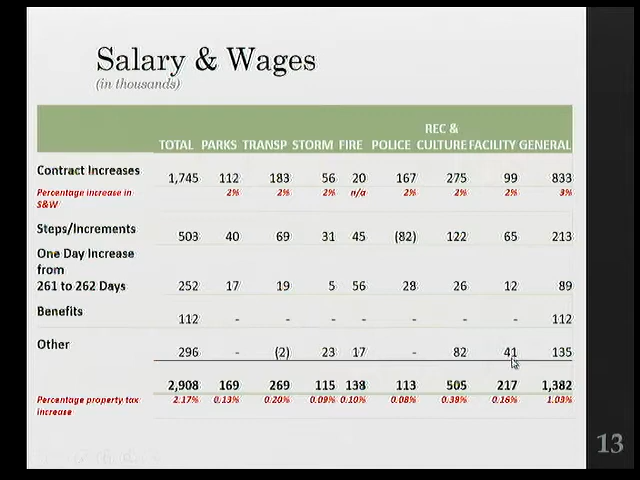 Salary & Wages
(in thousands)
REC &
TOTAL PARKS TRANSP STORM FIRE POLICE CULTURE FACILITY GENERAL
Contract Increases 1,745 112 183 56 20 167 275 99 833
Percentage increase in S&W 2% 2% 2% n/a 2% 2% 2% 3%
Steps/Increments 503 40 69 31 45 (82) 122 65 213
One Day Increase
from
261 to 262 Days 252 17 19 5 56 28 26 12 89
Benefits 112 - - - - - - - 112
Other 296 - (2) 23 17 - 82 41 135
2,908 169 269 115 138 113 505 217 1,382
Percentage property tax increase 2.17% 0.13% 0.20% 0.09% 0.10% 0.08% 0.38% 0.16% 1.03%
13